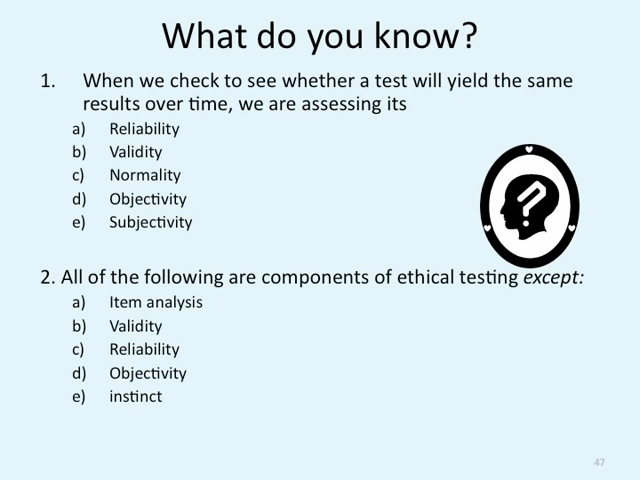 What do you know?
1. When we check to see whether a test will yield the same
results over time, we are assessing its
a) Reliability
b) Validity
c) Normality
d) Objectivity
e) Subjectivity
2. All of the following are components of ethical testing except:
a) Item analysis
b) Validity
c) Reliability
d) Objectivity
e) instinct
47